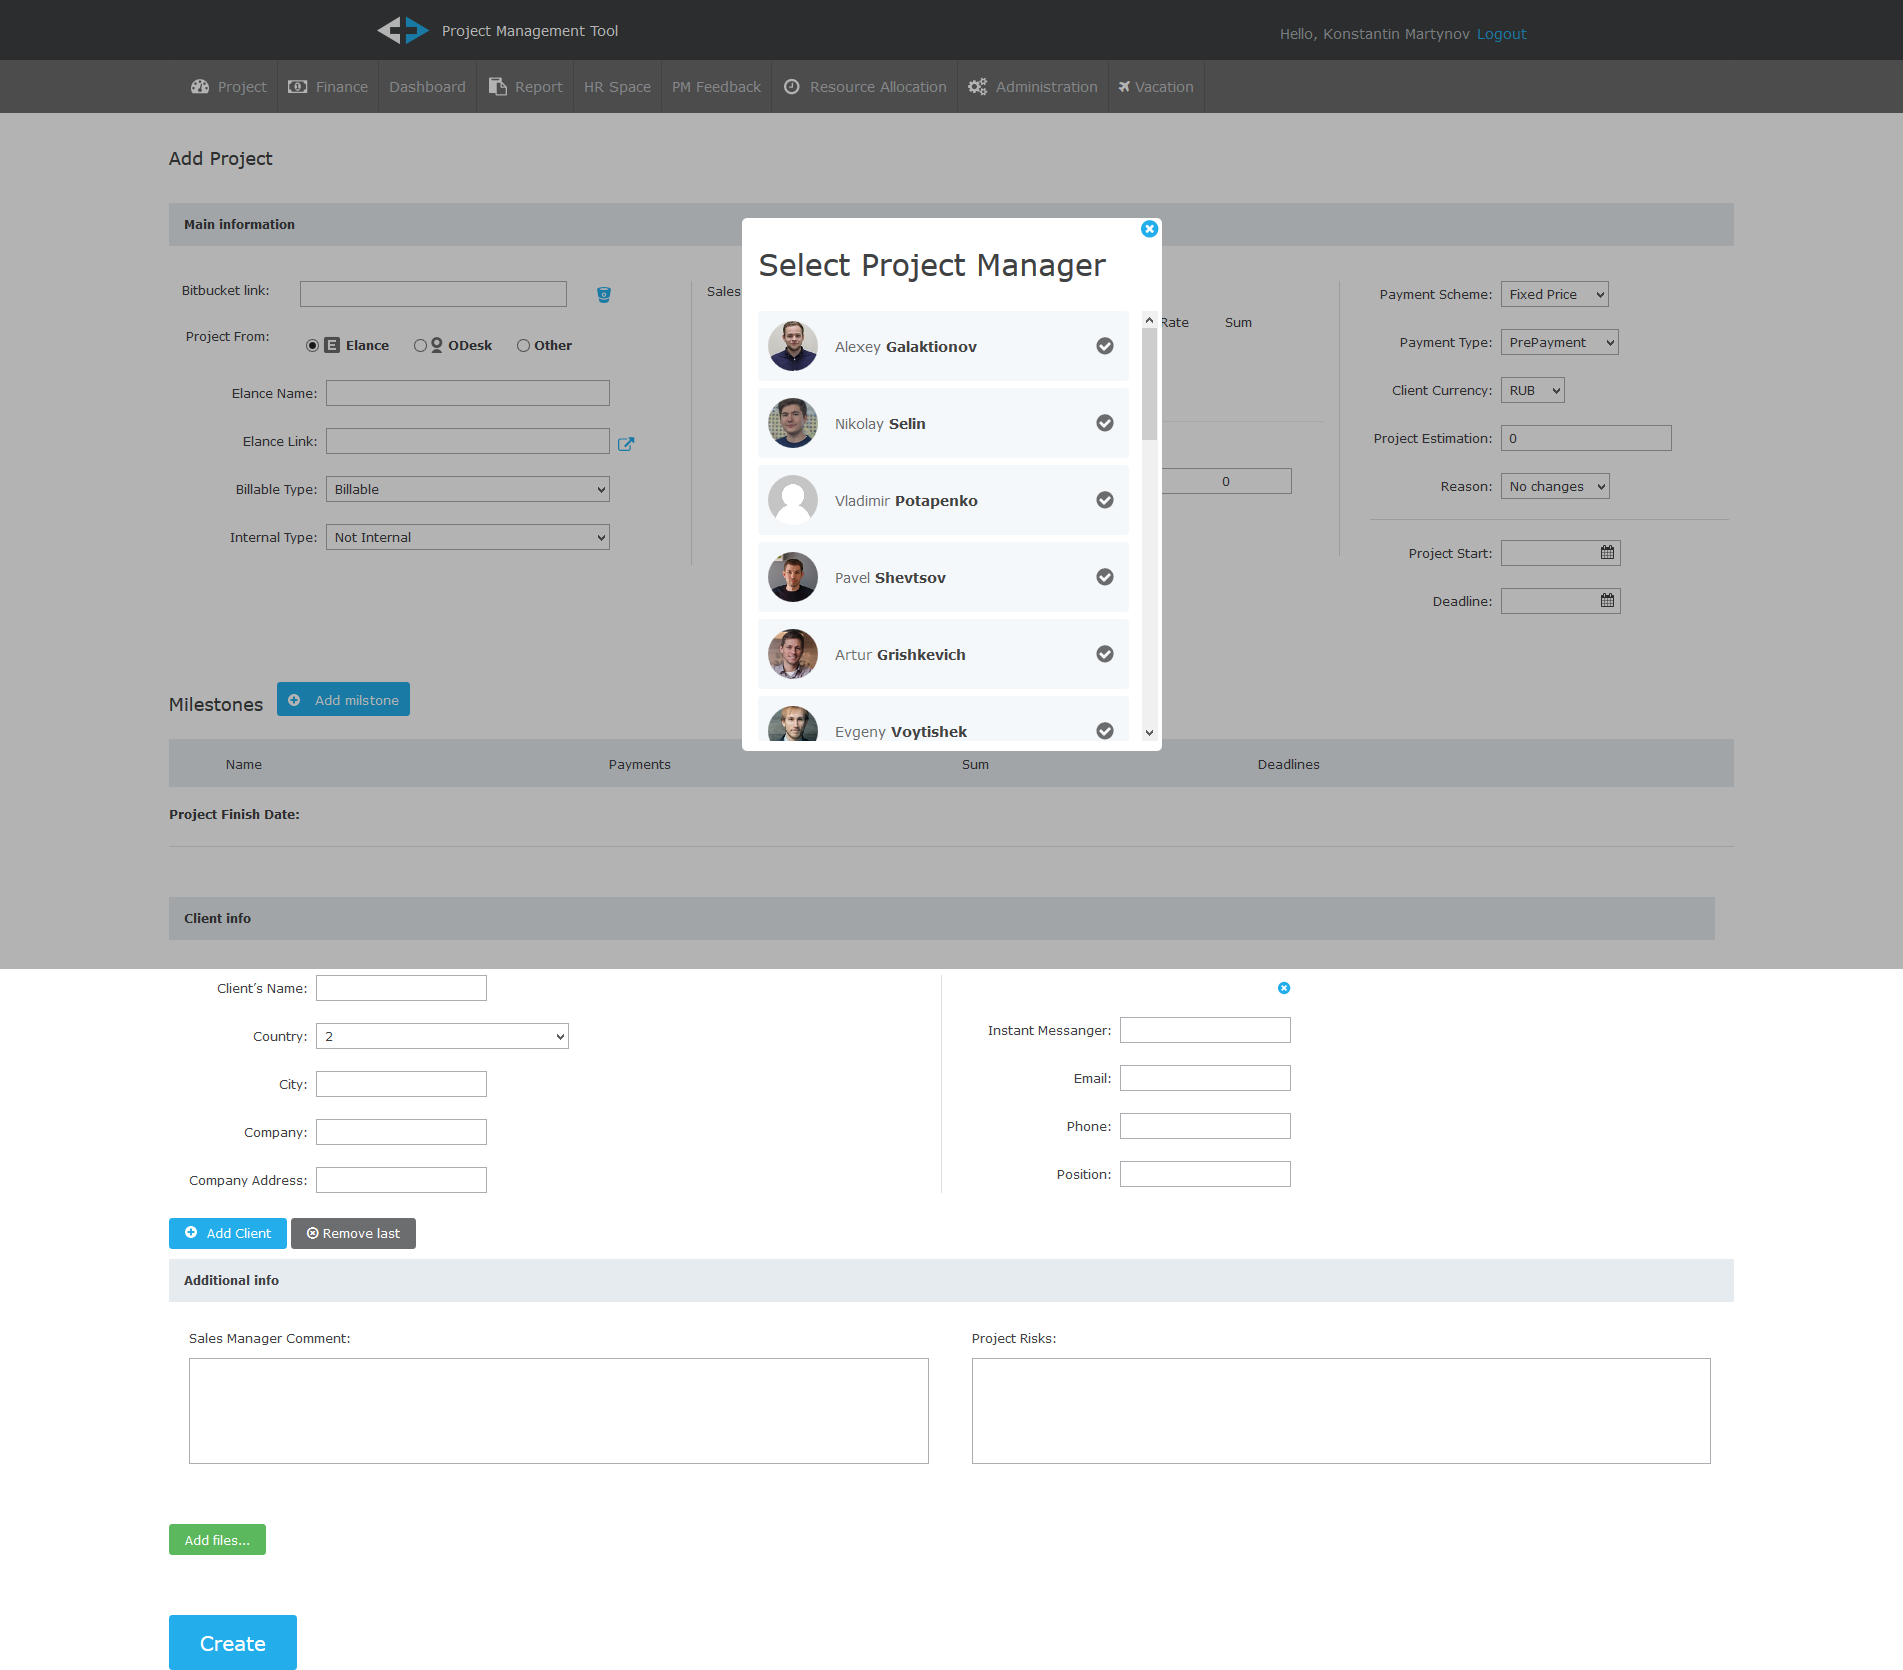 Project Management Tool
Hello, Konstantin Martynov Logout
Project Finance Dashboard Report HR Space PM Feedback Resource Allocation Administration Vacation
Add Project
Main information
Select Project Manager
Bitbucket link:
Project From:
Elance
ODesk
Other
Elance Name:
Elance Link:
Billable Type: Billable
Internal Type: Not Internal
Sales
Rate Sum
0
Alexey Galaktionov
Nikolay Selin
Vladimir Potapenko
Pavel Shevtsov
Artur Grishkevich
Evgeny Voytishek
Payment Scheme: Fixed Price
Payment Type: PrePayment
Client Currency: RUB
Project Estimation: 0
Reason: No changes
Project Start:
Deadline:
Milestones Add milstone
Name Payments Sum Deadlines
Project Finish Date:
Client info
Client's Name:
Country: 2
City:
Company:
Company Address:
Instant Messanger:
Email:
Phone:
Position:
Add Client Remove last
Additional info
Sales Manager Comment:
Project Risks:
Add files...
Create